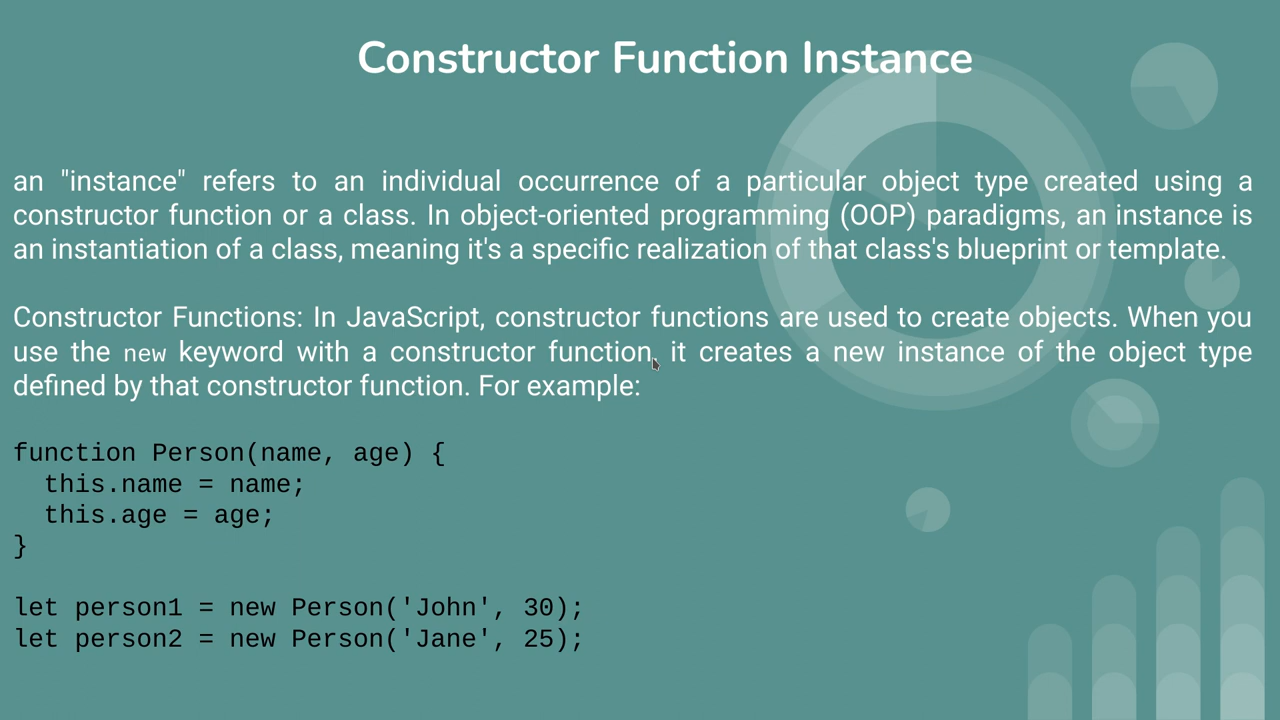 Constructor Function Instance
an "instance" refers to an individual occurrence of a particular object type created using a
constructor function or a class. In object-oriented programming (OOP) paradigms, an instance is
an instantiation of a class, meaning it's a specific realization of that class's blueprint or template.
Constructor Functions: In JavaScript, constructor functions are used to create objects. When you
use the new keyword with a constructor function, it creates a new instance of the object type
defined by that constructor function. For example:
function Person(name, age) {
  this.name = name;
  this.age = age;
}
let person1 = new Person('John', 30);
let person2 = new Person('Jane', 25);